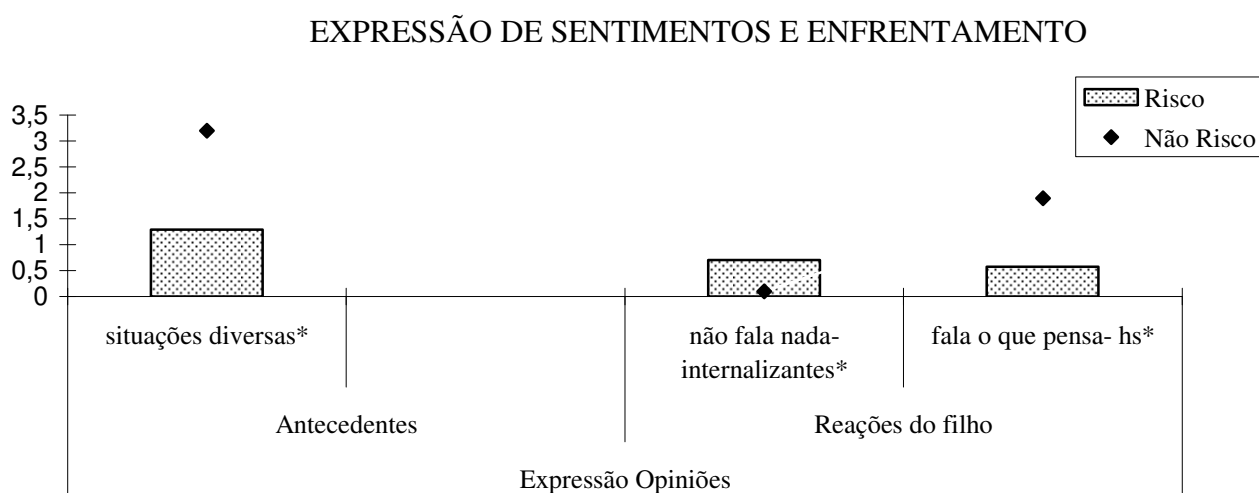 EXPRESSÃO DE SENTIMENTOS E ENFRENTAMENTO
Risco
Não Risco
3,5
3
2,5
2
1,5
1
0,5
0
situações diversas*
não fala nada-
internalizantes*
fala o que pensa- hs*
Antecedentes
Reações do filho
Expressão Opiniões